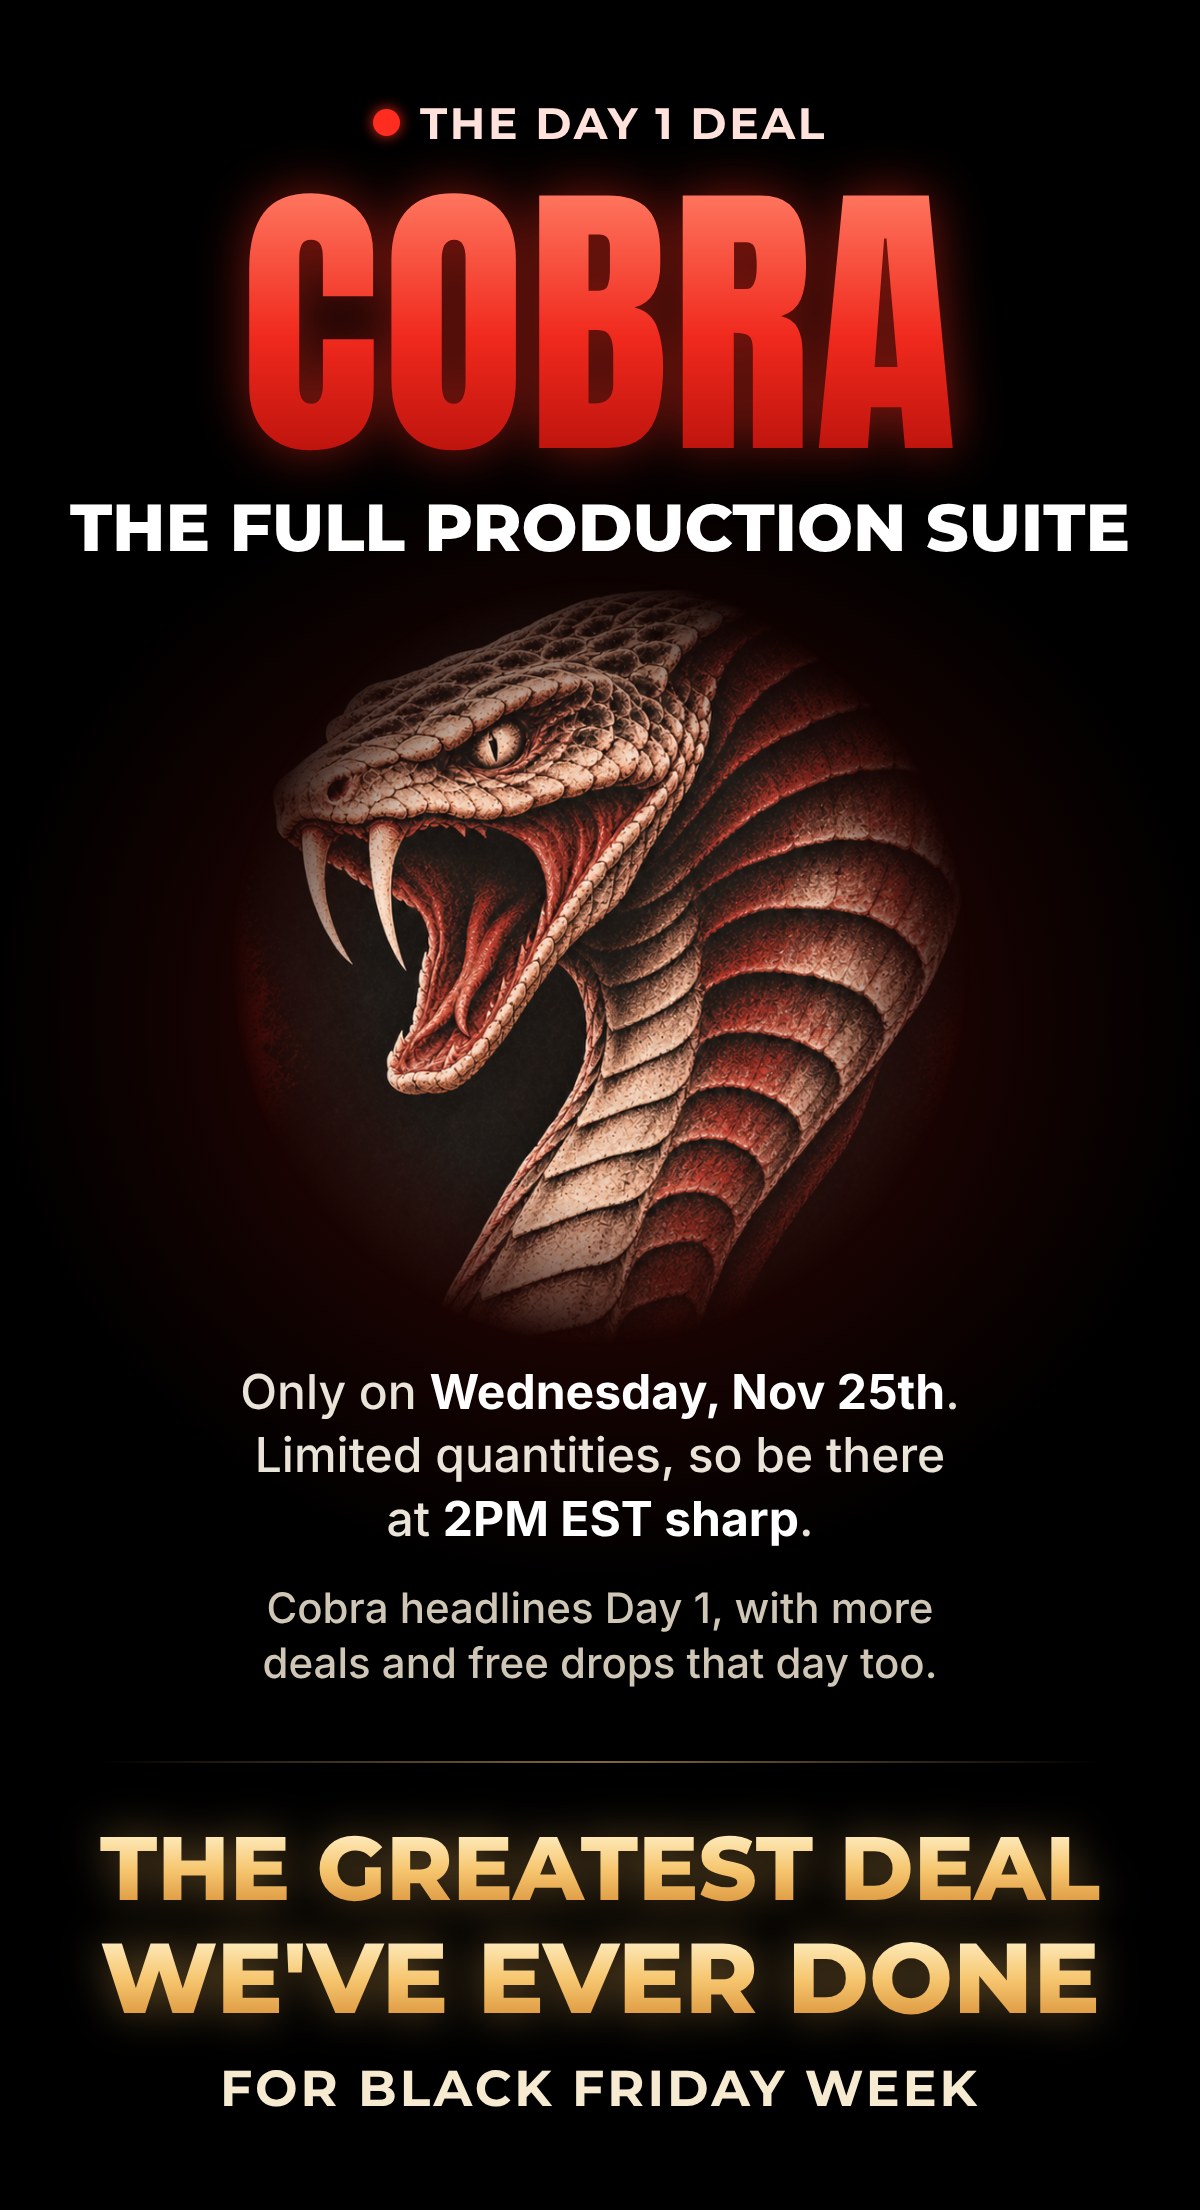 THE DAY 1 DEAL
COBRA
THE FULL PRODUCTION SUITE
Only on Wednesday, Nov 25th.
Limited quantities, so be there
at 2PM EST sharp.
Cobra headlines Day 1, with more
deals and free drops that day too.
THE GREATEST DEAL
WE'VE EVER DONE
FOR BLACK FRIDAY WEEK